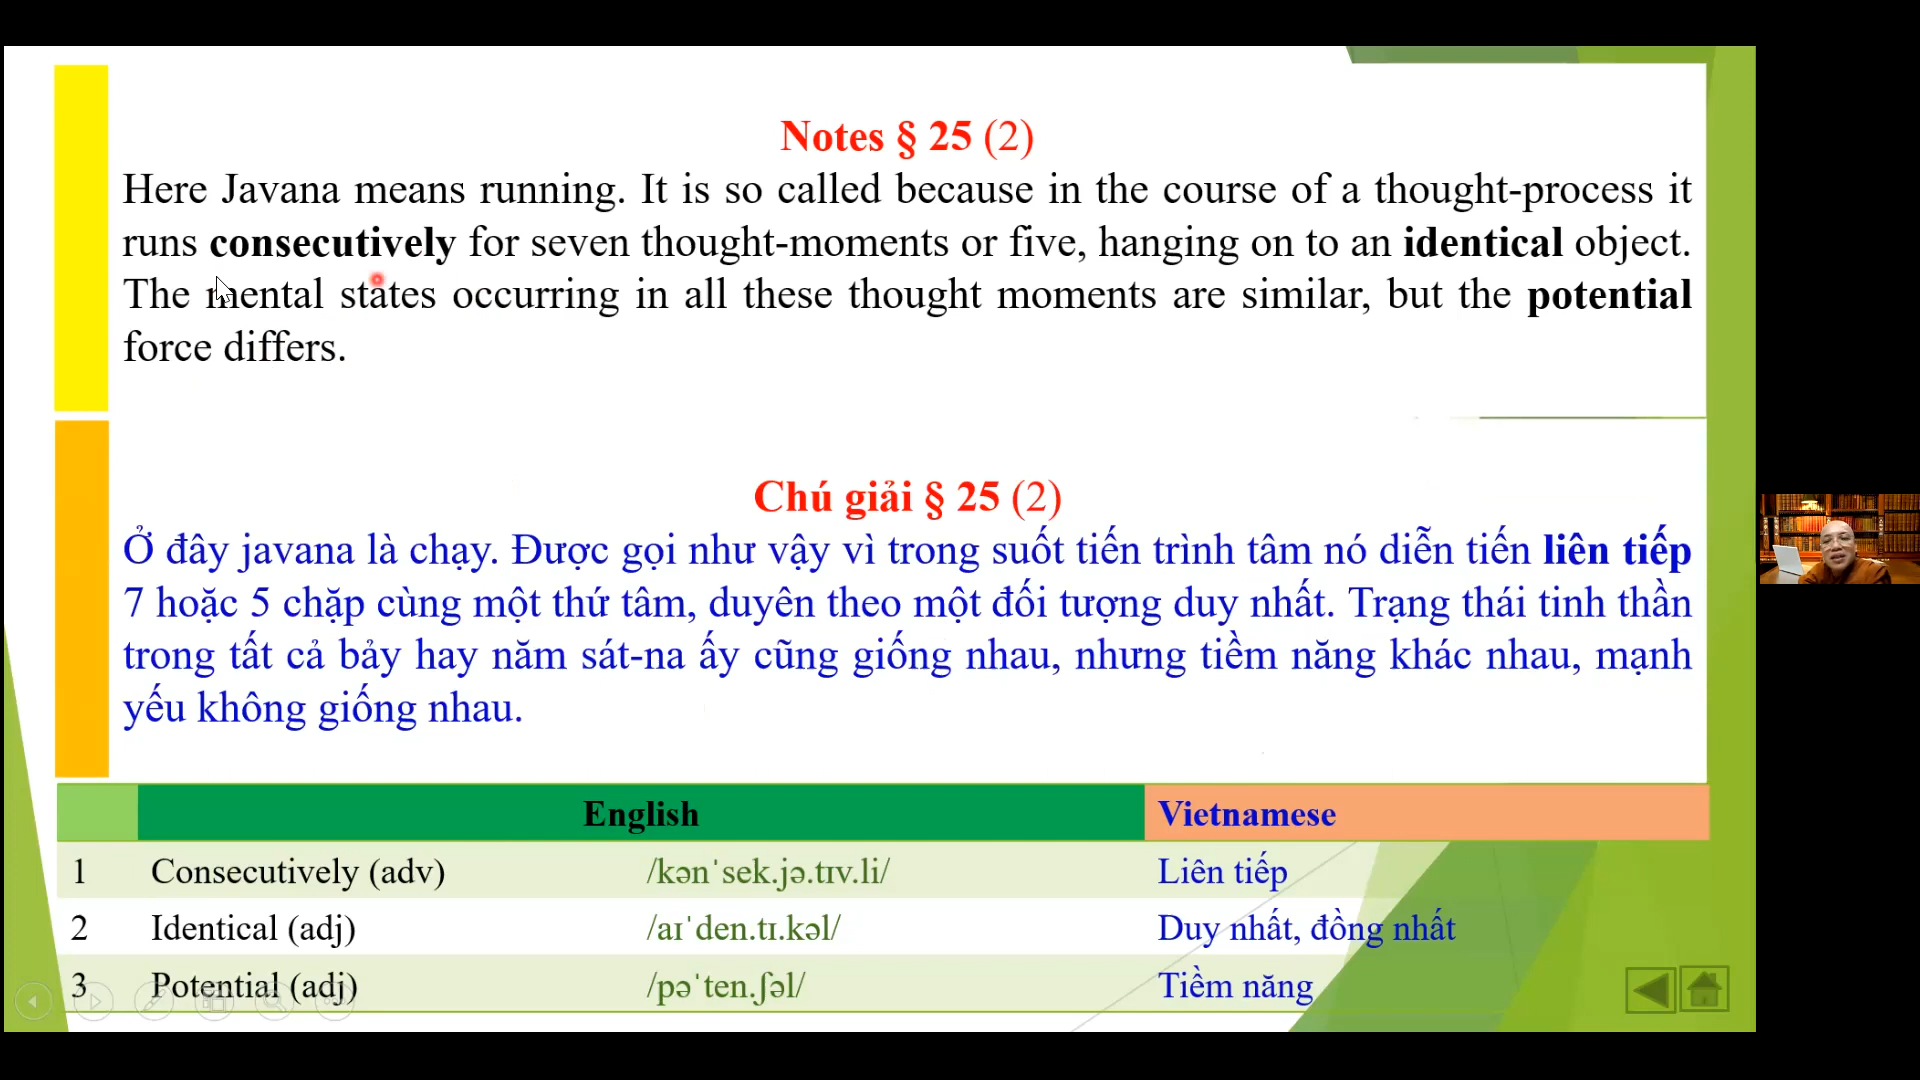 Notes § 25 (2)
Here Javana means running. It is so called because in the course of a thought-process it
runs consecutively for seven thought-moments or five, hanging on to an identical object.
The mental states occurring in all these thought moments are similar, but the potential
force differs.
Chú giải § 25 (2)
Ở đây javana là chạy. Được gọi như vậy vì trong suốt tiến trình tâm nó diễn tiến liên tiếp
7 hoặc 5 chặp cùng một thứ tâm, duyên theo một đối tượng duy nhất. Trạng thái tinh thần
trong tất cả bảy hay năm sát-na ấy cũng giống nhau, nhưng tiềm năng khác nhau, mạnh
yếu không giống nhau.
English Vietnamese
1 Consecutively (adv) /kənˈsek.jə.tɪv.li/ Liên tiếp
2 Identical (adj) /aɪˈden.tɪ.kəl/ Duy nhất, đồng nhất
3 Potential (adj) /pəˈten.ʃəl/ Tiềm năng